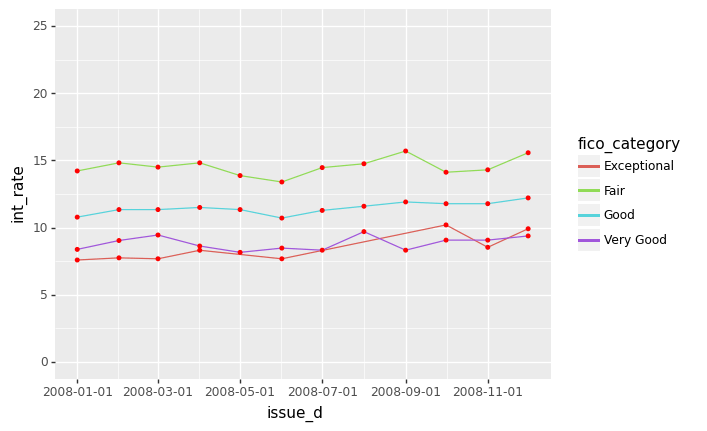 25
20
15
10
5
0
int_rate
2008-01-01 2008-03-01 2008-05-01 2008-07-01 2008-09-01 2008-11-01
issue_d
fico_category
Exceptional
Fair
Good
Very Good